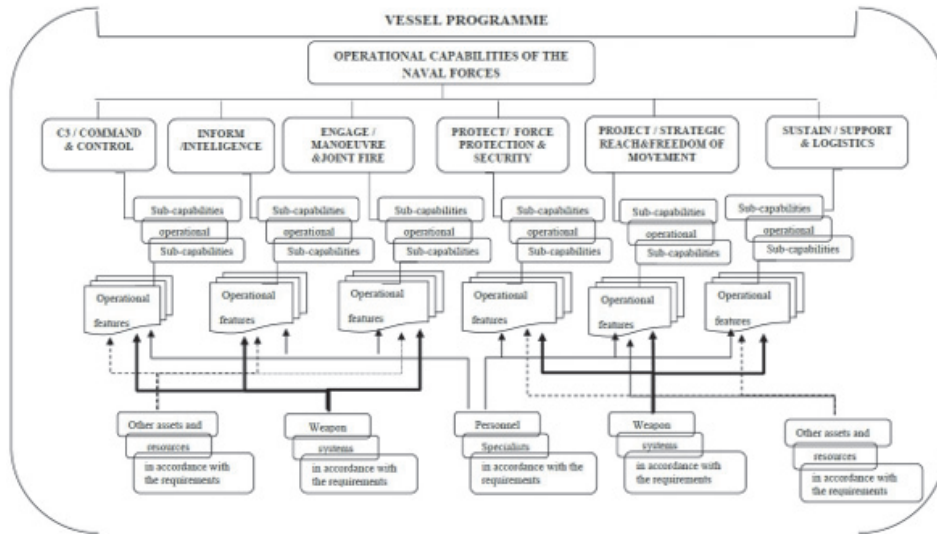 VESSEL PROGRAMME
OPERATIONAL CAPABILITIES OF THE
NAVAL FORCES
C3 / COMMAND
& CONTROL
INFORM
/INTELIGENCE
ENGAGE /
MANOEUVRE
&JOINT FIRE
PROTECT/ FORCE
PROTECTION &
SECURITY
PROJECT / STRATEGIC
REACH&FREEDOM OF
MOVEMENT
SUSTAIN / SUPPORT
& LOGISTICS
Sub-capabilities
operational
Sub-capabilities
Sub-capabilities
operational
Sub-capabilities
Sub-capabilities
operational
Sub-capabilities
Sub-capabilities
operational
Sub-capabilities
Sub-capabilities
operational
Sub-capabilities
Sub-capabilities
operational
Sub-capabilities
Operational
features
Operational
features
Operational
features
Operational
features
Operational
features
Operational
features
Other assets and
resources
in accordance with
the requirements
Weapon
systems
in accordance with
the requirements
Personnel
Specialists
in accordance with the
requirements
Weapon
systems
in accordance with
the requirements
Other assets and
resources
in accordance with
the requirements